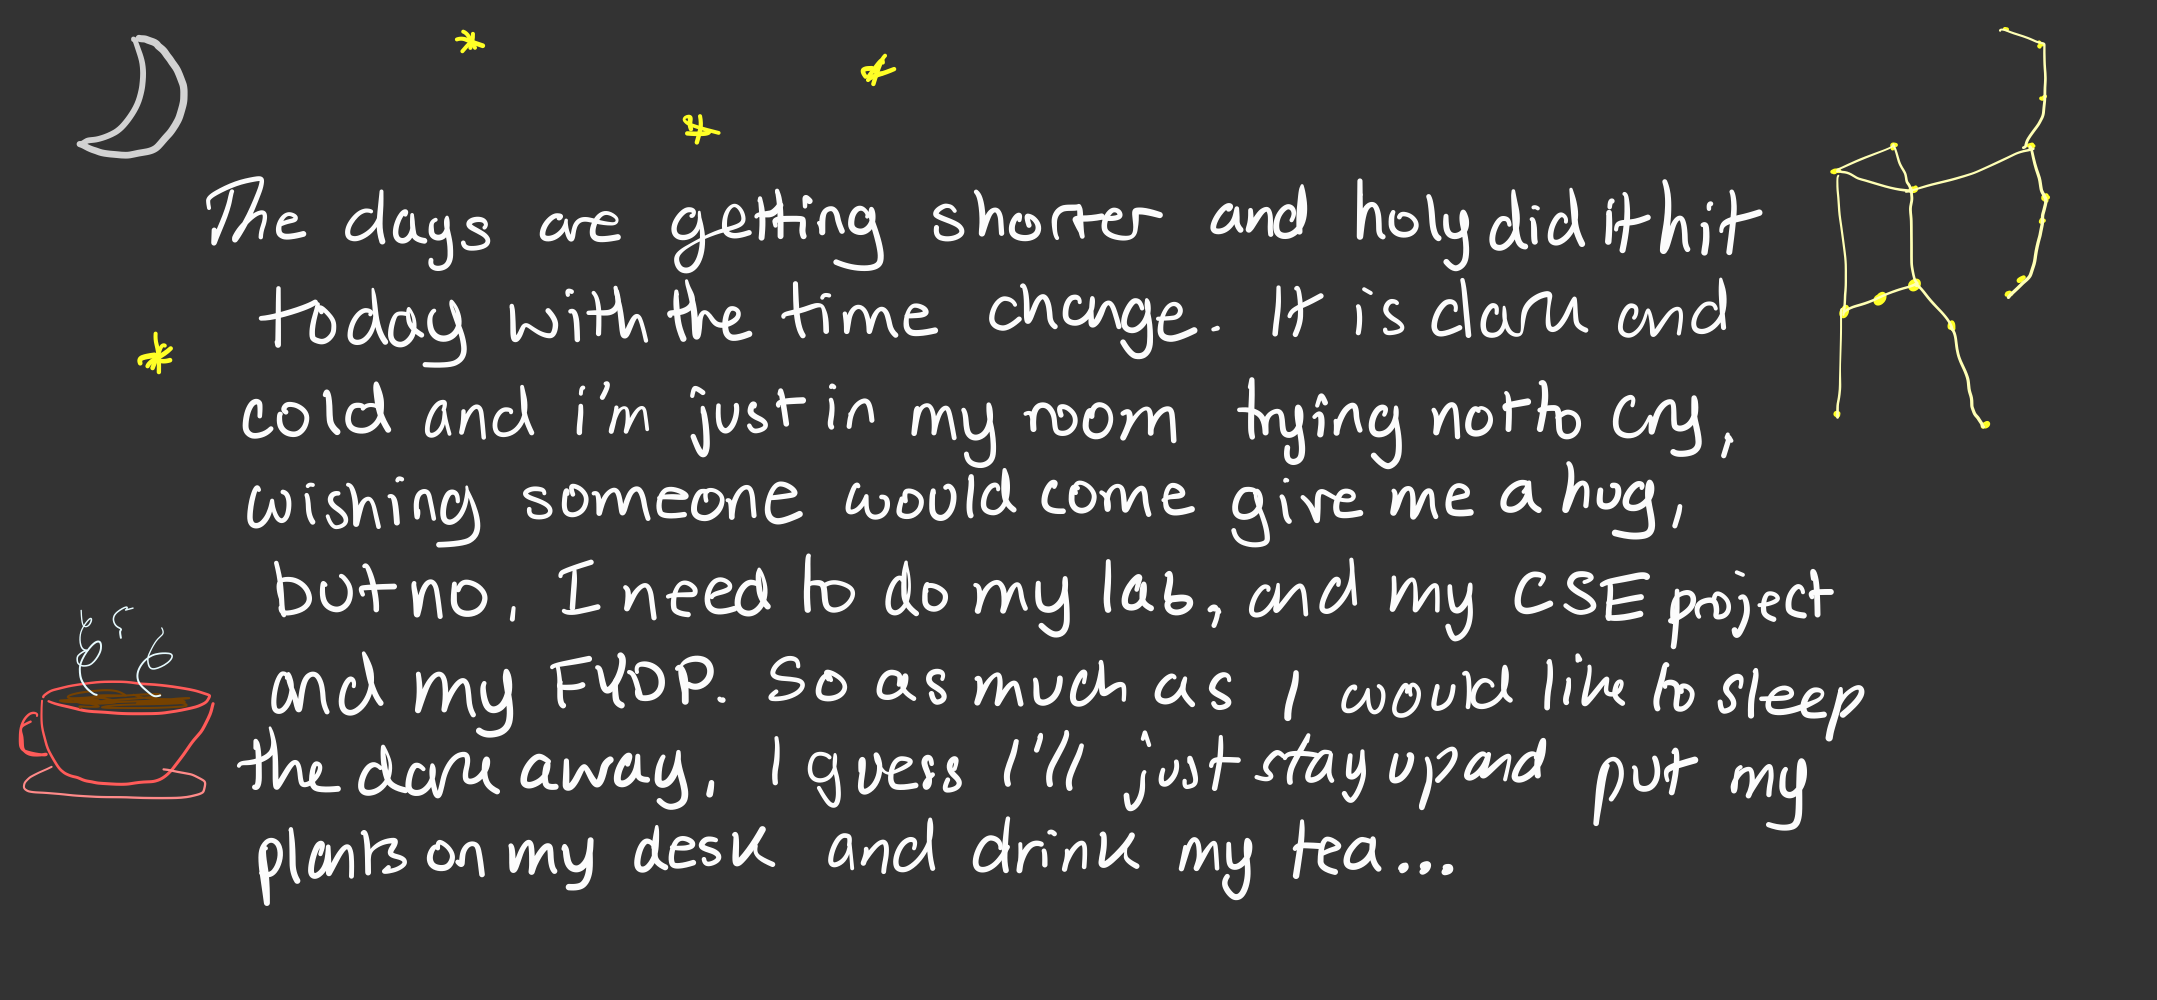 The days are getting shorter and holy did it hit
today with the time change. It is dark and
cold and i'm just in my room trying not to cry,
wishing someone would come give me a hug,
but no, I need to do my lab, and my CSE project
and my FYDP. So as much as I would like to sleep
the dark away, I guess I'll just stay up and put my
plants on my desk and drink my tea...